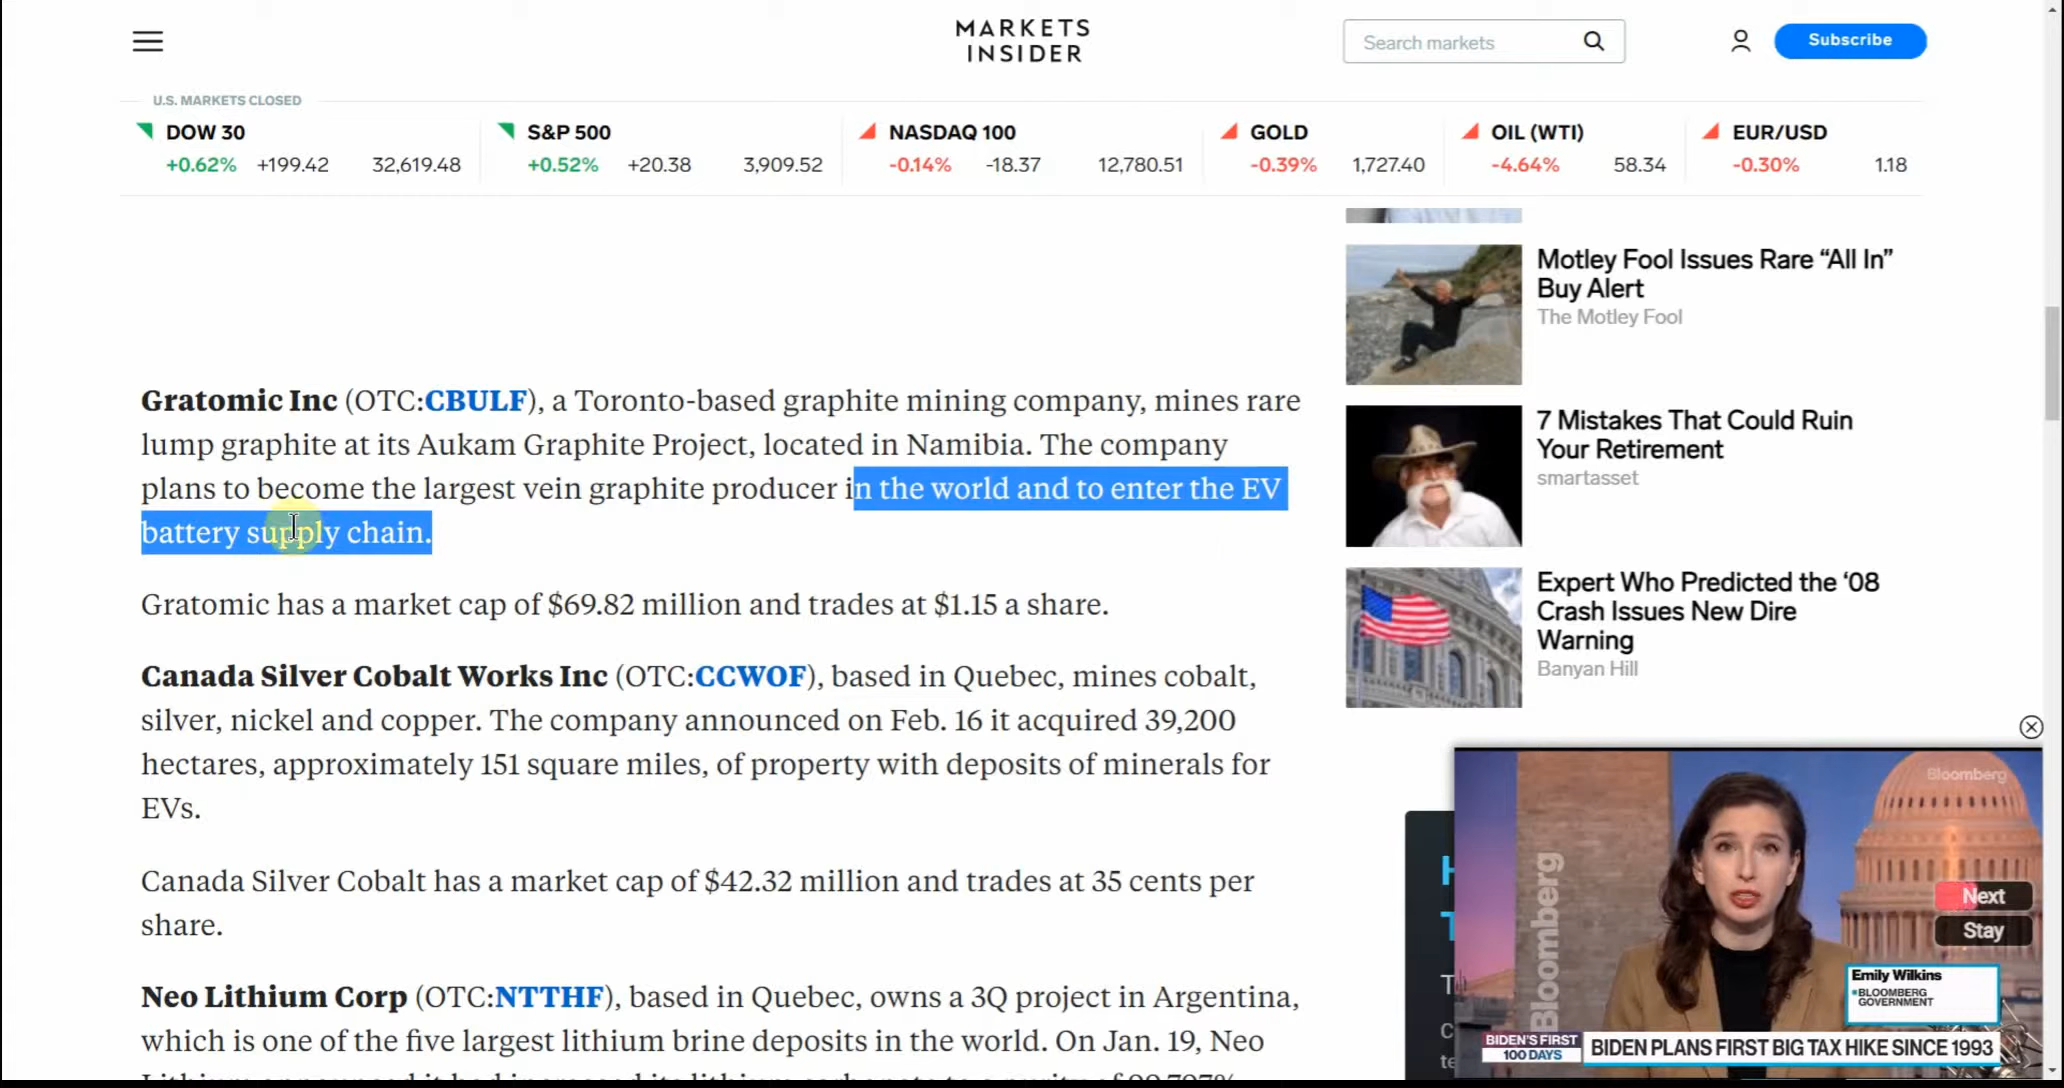 MARKETS
INSIDER
Search markets
Subscribe
U.S. MARKETS CLOSED
DOW 30
+0.62% +199.42 32,619.48
S&P 500
+0.52% +20.38 3,909.52
NASDAQ 100
-0.14% -18.37 12,780.51
GOLD
-0.39% 1,727.40
OIL (WTI)
-4.64% 58.34
EUR/USD
-0.30% 1.18
Gratomic Inc (OTC:CBULF), a Toronto-based graphite mining company, mines rare
lump graphite at its Aukam Graphite Project, located in Namibia. The company
plans to become the largest vein graphite producer in the world and to enter the EV
battery supply chain.
Gratomic has a market cap of $69.82 million and trades at $1.15 a share.
Canada Silver Cobalt Works Inc (OTC:CCWOF), based in Quebec, mines cobalt,
silver, nickel and copper. The company announced on Feb. 16 it acquired 39,200
hectares, approximately 151 square miles, of property with deposits of minerals for
EVs.
Canada Silver Cobalt has a market cap of $42.32 million and trades at 35 cents per
share.
Neo Lithium Corp (OTC:NTTHF), based in Quebec, owns a 3Q project in Argentina,
which is one of the five largest lithium brine deposits in the world. On Jan. 19, Neo
Motley Fool Issues Rare “All In”
Buy Alert
The Motley Fool
7 Mistakes That Could Ruin
Your Retirement
smartasset
Expert Who Predicted the ‘08
Crash Issues New Dire
Warning
Banyan Hill
Bloomberg
Bloomberg
Next
Stay
Emily Wilkins
BLOOMBERG
GOVERNMENT
BIDEN'S FIRST
100 DAYS
BIDEN PLANS FIRST BIG TAX HIKE SINCE 1993